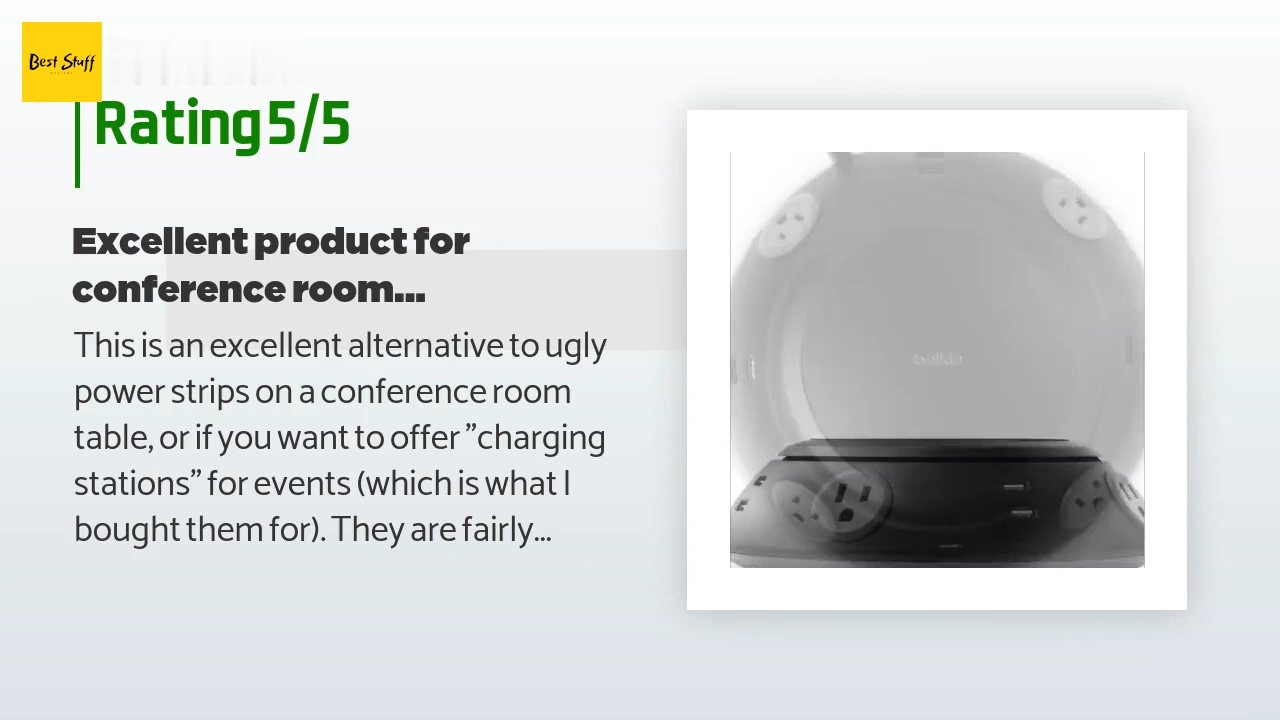 Best Stuff
Rating 5/5
Excellent product for
conference room...
This is an excellent alternative to ugly
power strips on a conference room
table, or if you want to offer "charging
stations" for events (which is what I
bought them for). They are fairly...
belkin